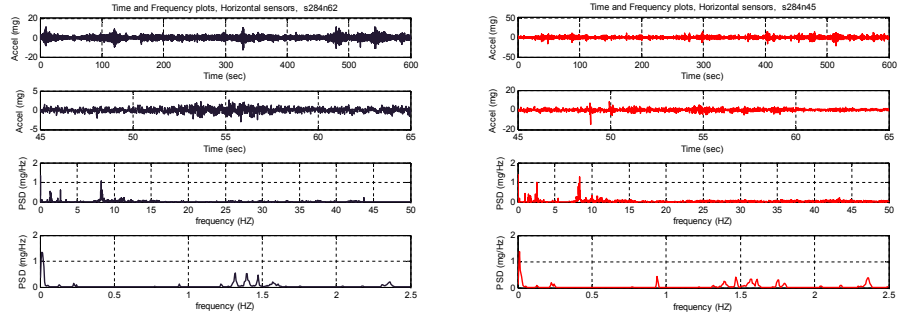 Time and Frequency plots, Horizontal sensors, s284n62
Accel (mg)
20
0
-20
0 100 200 300 400 500 600
Time (sec)
Accel (mg)
5
0
-5
45 50 55 60 65
Time (sec)
PSD (mg/Hz)
2
1
0
0 5 10 15 20 25 30 35 40 45 50
frequency (HZ)
PSD (mg/Hz)
2
1
0
0 0.5 1 1.5 2 2.5
frequency (HZ)
Time and Frequency plots, Horizontal sensors, s284n45
Accel (mg)
50
0
-50
0 100 200 300 400 500 600
Time (sec)
Accel (mg)
20
0
-20
45 50 55 60 65
Time (sec)
PSD (mg/Hz)
2
1
0
0 5 10 15 20 25 30 35 40 45 50
frequency (HZ)
PSD (mg/Hz)
2
1
0
0 0.5 1 1.5 2 2.5
frequency (HZ)